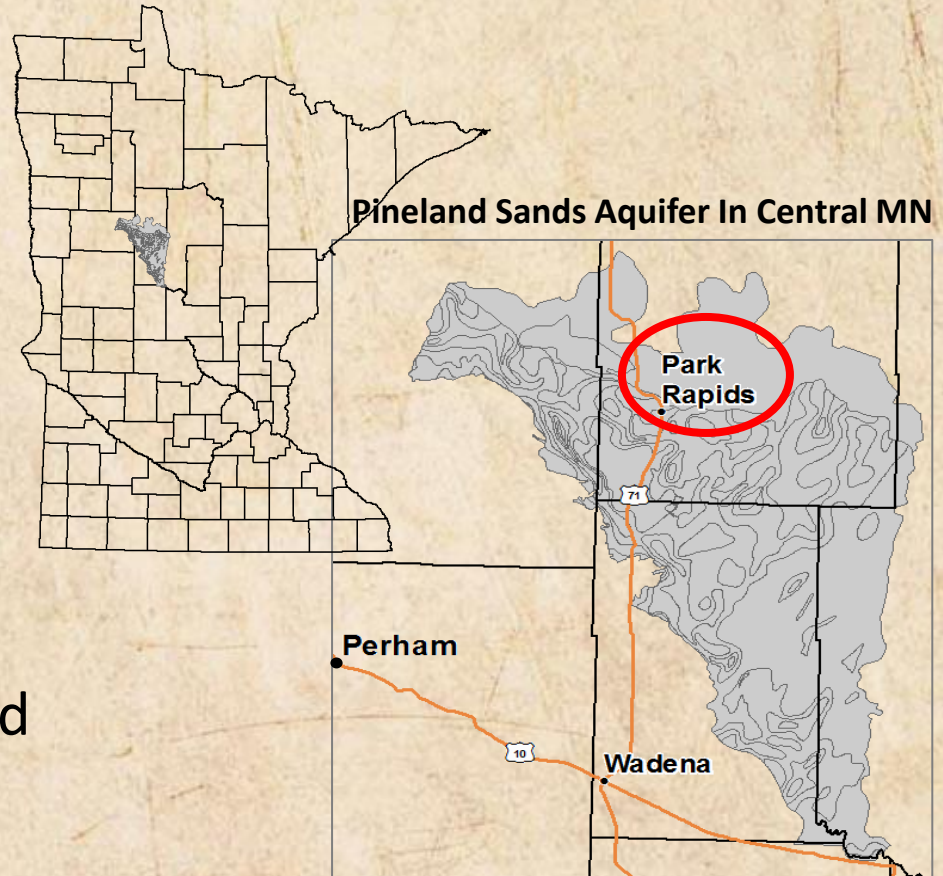 Pineland Sands Aquifer In Central MN
Park
Rapids
71
Perham
d
10
Wadena